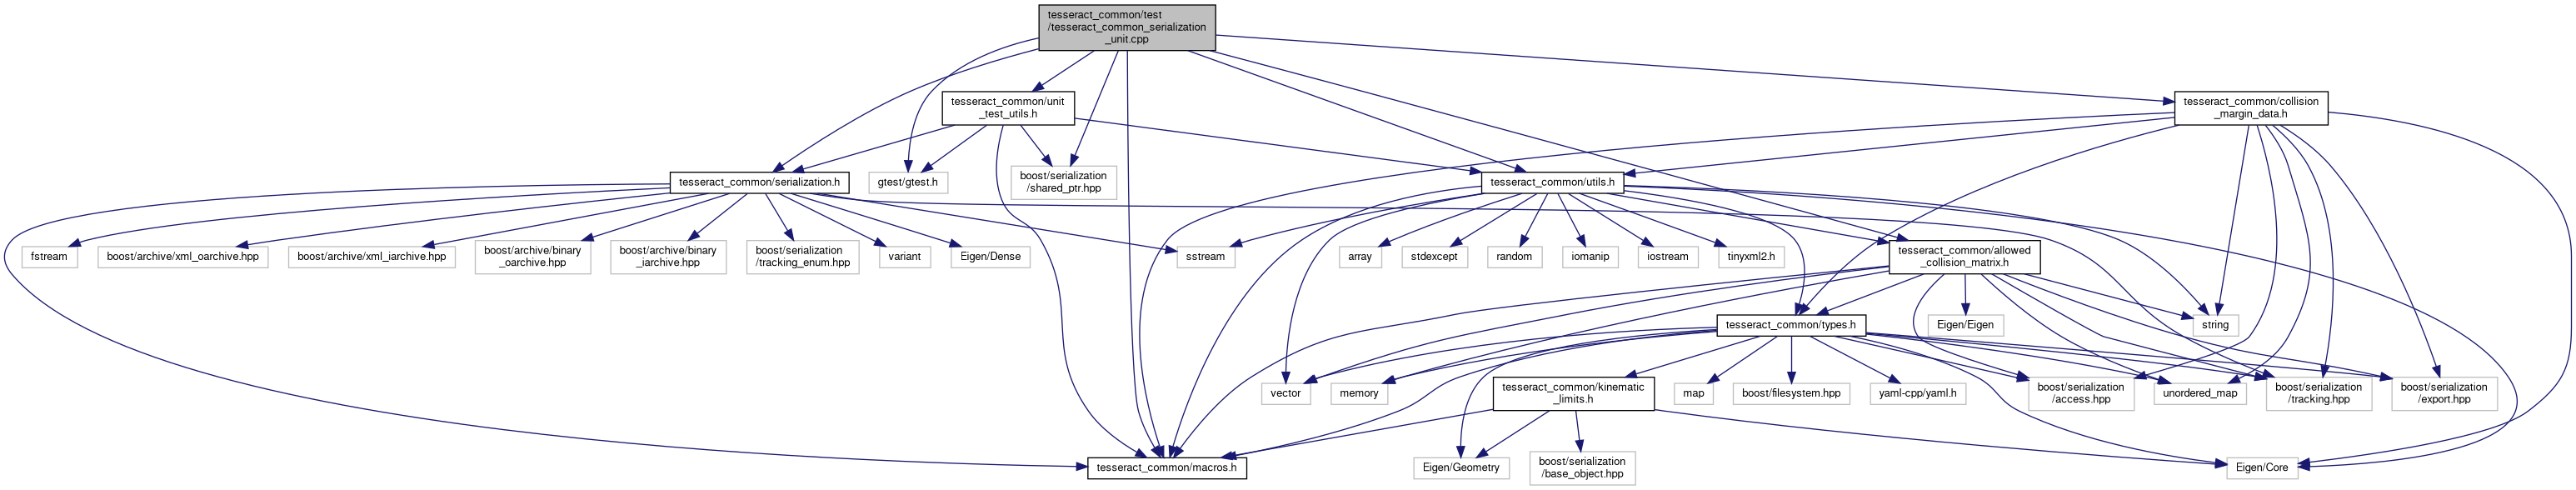 tesseract_common/test
/tesseract_common_serialization
_unit.cpp
tesseract_common/unit
_test_utils.h
tesseract_common/collision
_margin_data.h
tesseract_common/serialization.h
gtest/gtest.h
boost/serialization
/shared_ptr.hpp
tesseract_common/utils.h
fstream
boost/archive/xml_oarchive.hpp
boost/archive/xml_iarchive.hpp
boost/archive/binary
_oarchive.hpp
boost/archive/binary
_iarchive.hpp
boost/serialization
/tracking_enum.hpp
variant
Eigen/Dense
sstream
array
stdexcept
random
iomanip
iostream
tinyxml2.h
tesseract_common/allowed
_collision_matrix.h
tesseract_common/types.h
Eigen/Eigen
string
vector
memory
tesseract_common/kinematic
_limits.h
map
boost/filesystem.hpp
yaml-cpp/yaml.h
boost/serialization
/access.hpp
unordered_map
boost/serialization
/tracking.hpp
boost/serialization
/export.hpp
tesseract_common/macros.h
Eigen/Geometry
boost/serialization
/base_object.hpp
Eigen/Core